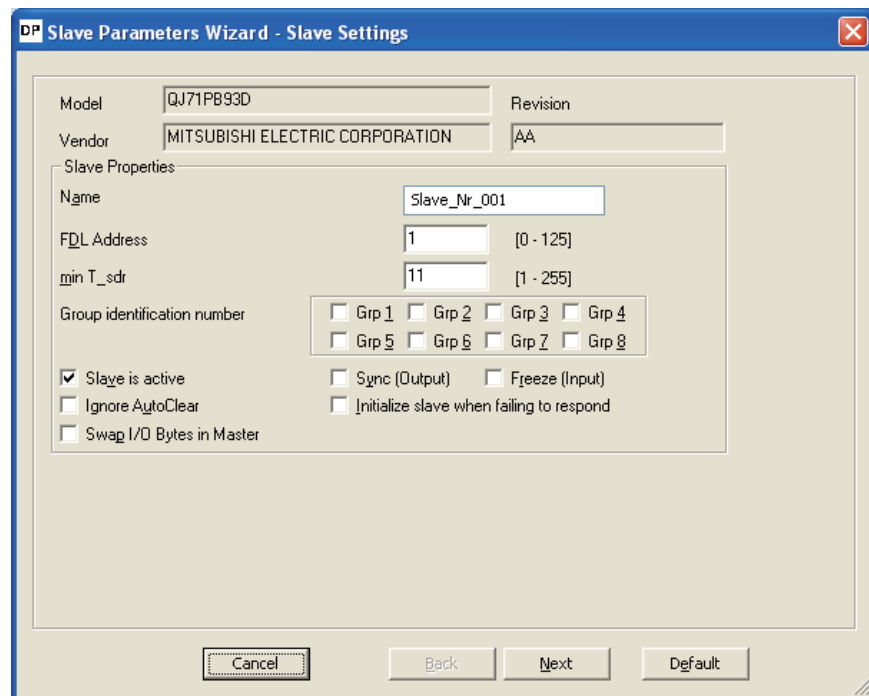 DP Slave Parameters Wizard - Slave Settings
Model QJ71PB93D Revision
Vendor MITSUBISHI ELECTRIC CORPORATION AA
Slave Properties
Name Slave_Nr_001
FDL Address 1 [0 - 125]
min T_sdr 11 [1 - 255]
Group identification number Grp 1 Grp 2 Grp 3 Grp 4
Grp 5 Grp 6 Grp 7 Grp 8
Slave is active Sync (Output) Freeze (Input)
Ignore AutoClear Initialize slave when failing to respond
Swap I/O Bytes in Master
Cancel Back Next Default